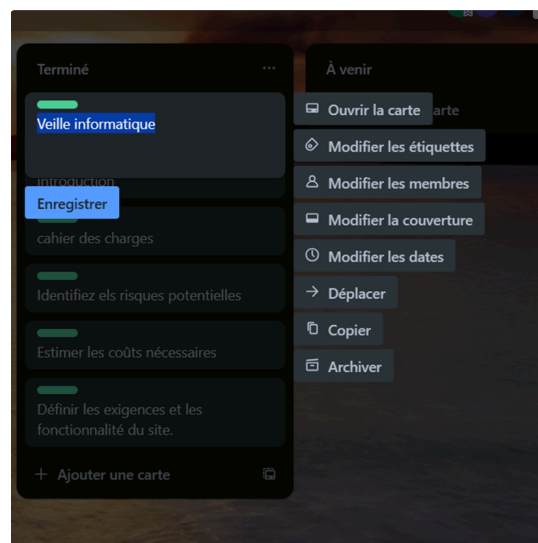 Terminé
À venir
Veille informatique
introduction
Enregistrer
cahier des charges
Identifiez els risques potentielles
Estimer les coûts nécessaires
Définir les exigences et les
fonctionnalité du site.
+ Ajouter une carte
Ouvrir la carte
arte
Modifier les étiquettes
Modifier les membres
Modifier la couverture
Modifier les dates
Déplacer
Copier
Archiver